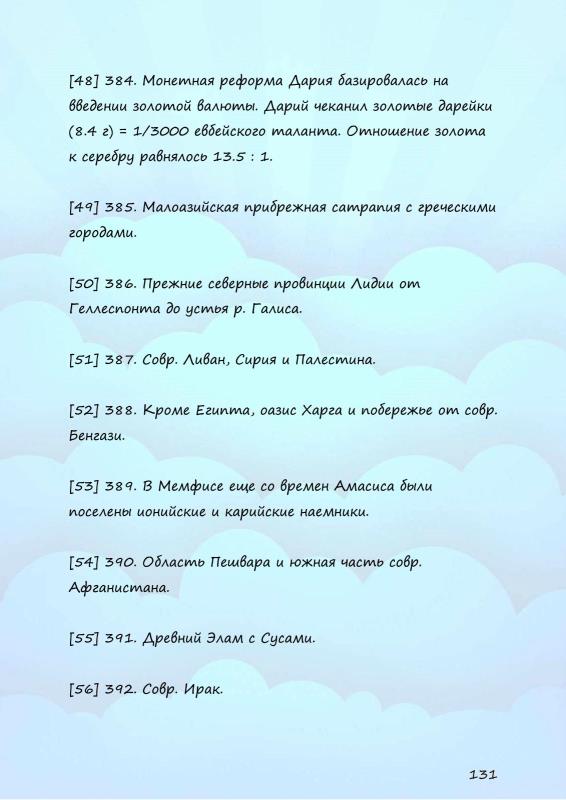 [48] 384. Монетная реформа Дария базировалась на
введении золотой валюты. Дарий чеканил золотые дарейки
(8.4 г) = 1/3000 евбейского таланта. Отношение золота
к серебру равнялось 13.5 : 1.
[49] 385. Малоазийская прибрежная сатрапия с греческими
городами.
[50] 386. Прежние северные провинции Лидии от
Геллеспонта до устья р. Галиса.
[51] 387. Совр. Ливан, Сирия и Палестина.
[52] 388. Кроме Египта, оазис Харга и побережье от совр.
Бенгази.
[53] 389. В Мемфисе еще со времен Амасиса были
поселены ионийские и карийские наемники.
[54] 390. Область Пешвара и южная часть совр.
Афганистана.
[55] 391. Древний Элам с Сусами.
[56] 392. Совр. Ирак.
131